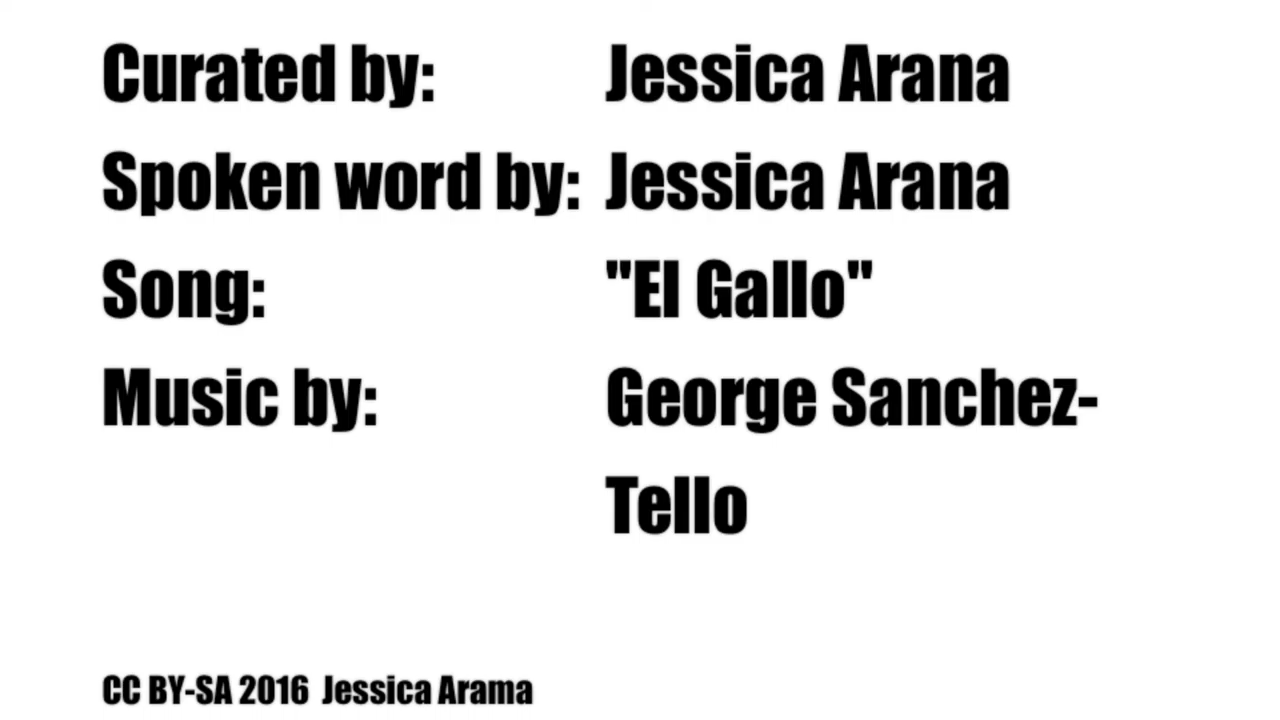 Curated by: Jessica Arana
Spoken word by: Jessica Arana
Song: "El Gallo"
Music by: George Sanchez-
Tello
CC BY-SA 2016 Jessica Arama